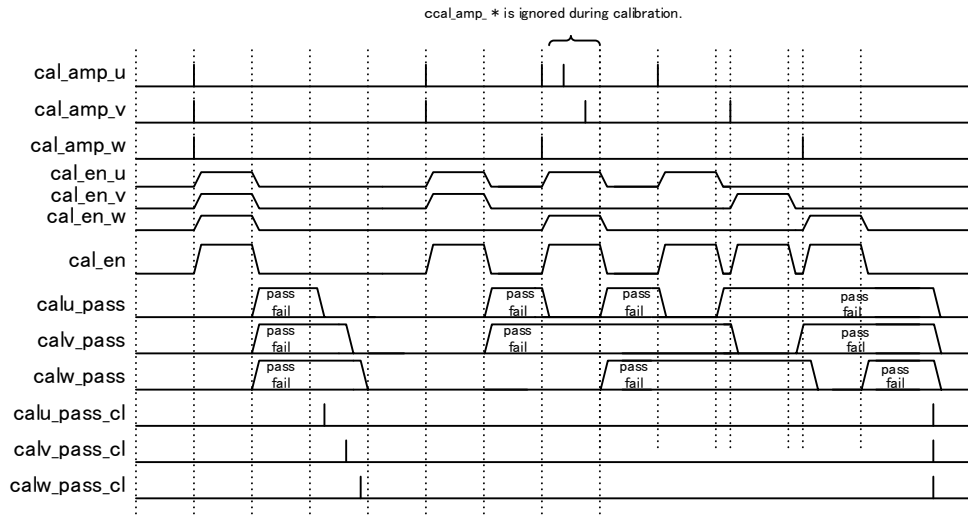 ccal_amp_ * is ignored during calibration.
cal_amp_u
cal_amp_v
cal_amp_w
cal_en_u
cal_en_v
cal_en_w
cal_en
calu_pass
pass
fail
pass
fail
pass
fail
pass
fail
calv_pass
pass
fail
pass
fail
pass
fail
calw_pass
pass
fail
pass
fail
pass
fail
calu_pass_cl
calv_pass_cl
calw_pass_cl